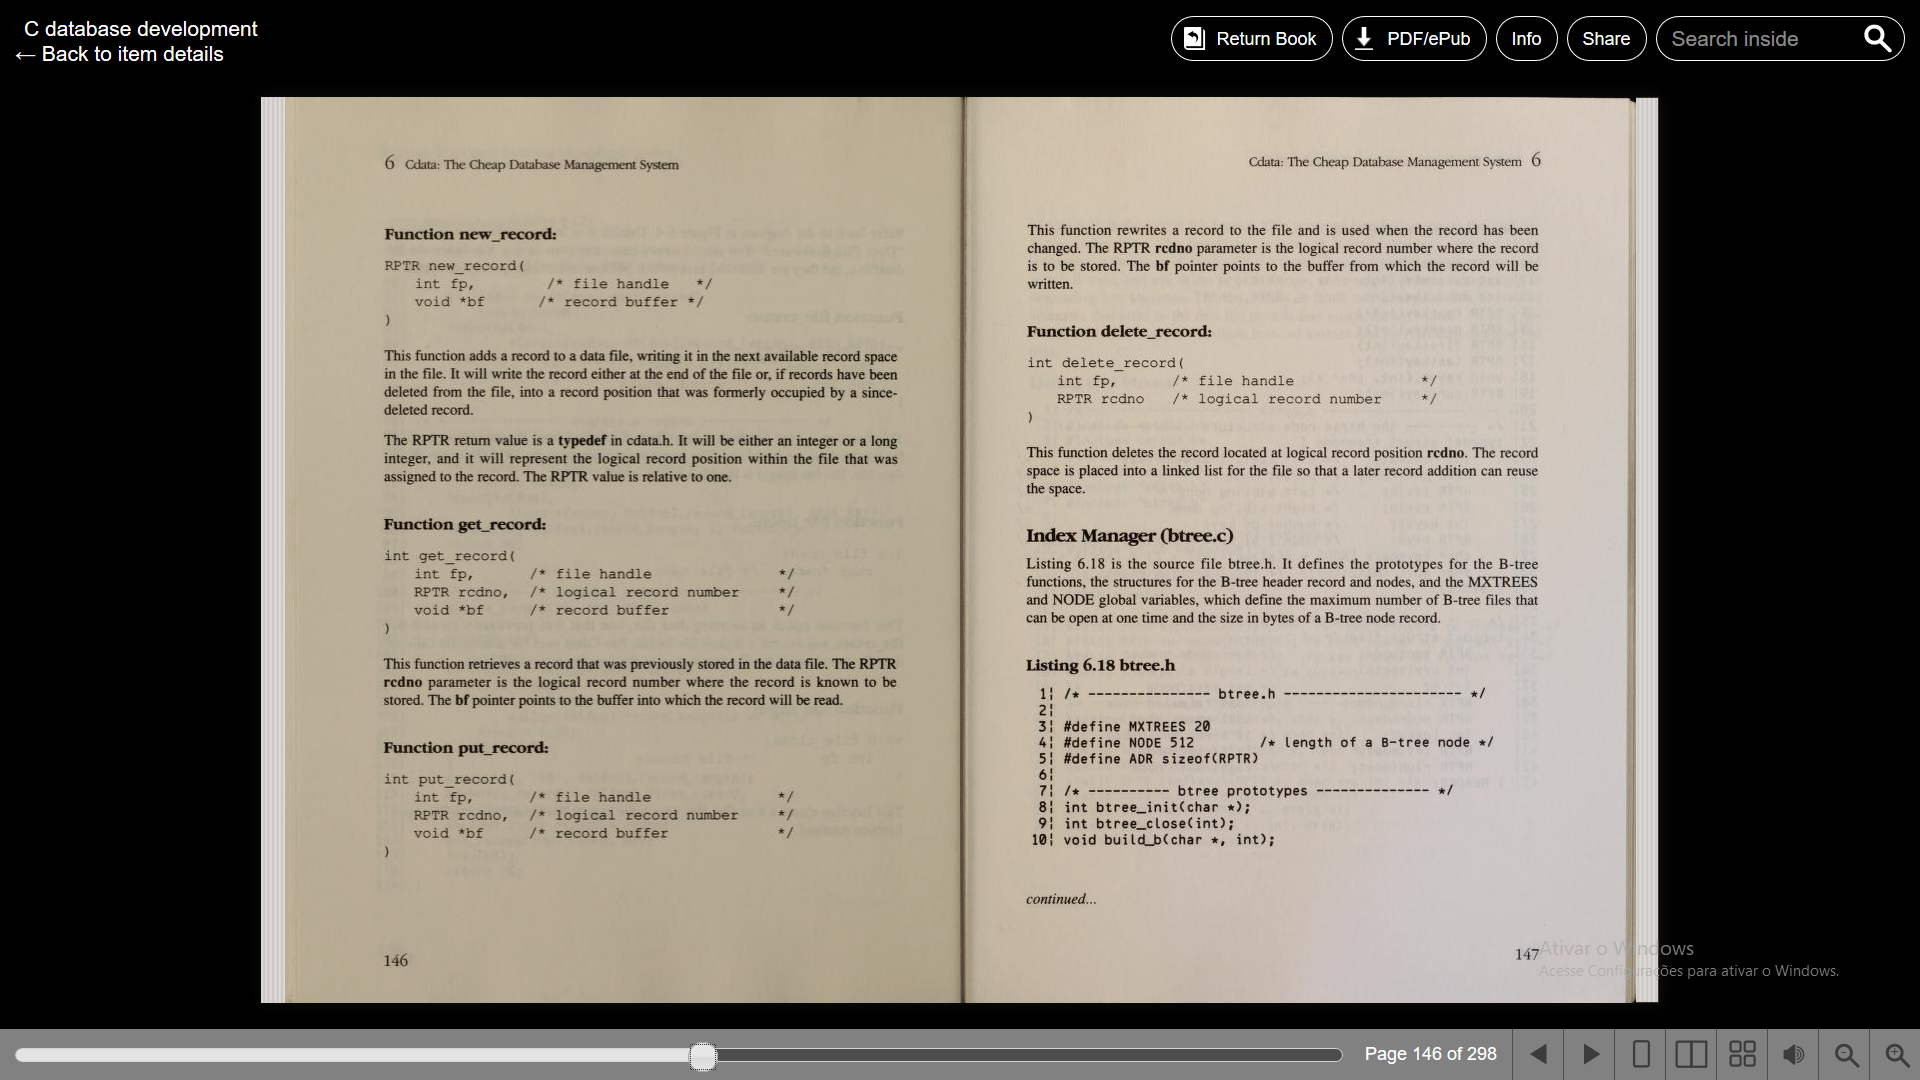 C database development
← Back to item details
Return Book
PDF/ePub
Info
Share
Search inside
6 Cdata: The Cheap Database Management System
Function new_record:
RPTR new_record(
int fp, /* file handle */
void *bf /* record buffer */
)
This function adds a record to a data file, writing it in the next available record space
in the file. It will write the record either at the end of the file or, if records have been
deleted from the file, into a record position that was formerly occupied by a since-
deleted record.
The RPTR return value is a typedef in cdata.h. It will be either an integer or a long
integer, and it will represent the logical record position within the file that was
assigned to the record. The RPTR value is relative to one.
Function get_record:
int get_record(
int fp, /* file handle */
RPTR rcdno, /* logical record number */
void *bf /* record buffer */
)
This function retrieves a record that was previously stored in the data file. The RPTR
rcdno parameter is the logical record number where the record is known to be
stored. The bf pointer points to the buffer into which the record will be read.
Function put_record:
int put_record(
int fp, /* file handle */
RPTR rcdno, /* logical record number */
void *bf /* record buffer */
)
146
Cdata: The Cheap Database Management System 6
This function rewrites a record to the file and is used when the record has been
changed. The RPTR rcdno parameter is the logical record number where the record
is to be stored. The bf pointer points to the buffer from which the record will be
written.
Function delete_record:
int delete_record(
int fp, /* file handle */
RPTR rcdno /* logical record number */
)
This function deletes the record located at logical record position rcdno. The record
space is placed into a linked list for the file so that a later record addition can reuse
the space.
Index Manager (btree.c)
Listing 6.18 is the source file btree.h. It defines the prototypes for the B-tree
functions, the structures for the B-tree header record and nodes, and the MXTREES
and NODE global variables, which define the maximum number of B-tree files that
can be open at one time and the size in bytes of a B-tree node record.
Listing 6.18 btree.h
1¦ /* --------------- btree.h ---------------------- */
2¦
3¦ #define MXTREES 20
4¦ #define NODE 512 /* length of a B-tree node */
5¦ #define ADR sizeof(RPTR)
6¦
7¦ /* ---------- btree prototypes -------------- */
8¦ int btree_init(char *);
9¦ int btree_close(int);
10¦ void build_b(char *, int);
continued...
147
Ativar o Windows
Acesse Configurações para ativar o Windows.
Page 146 of 298